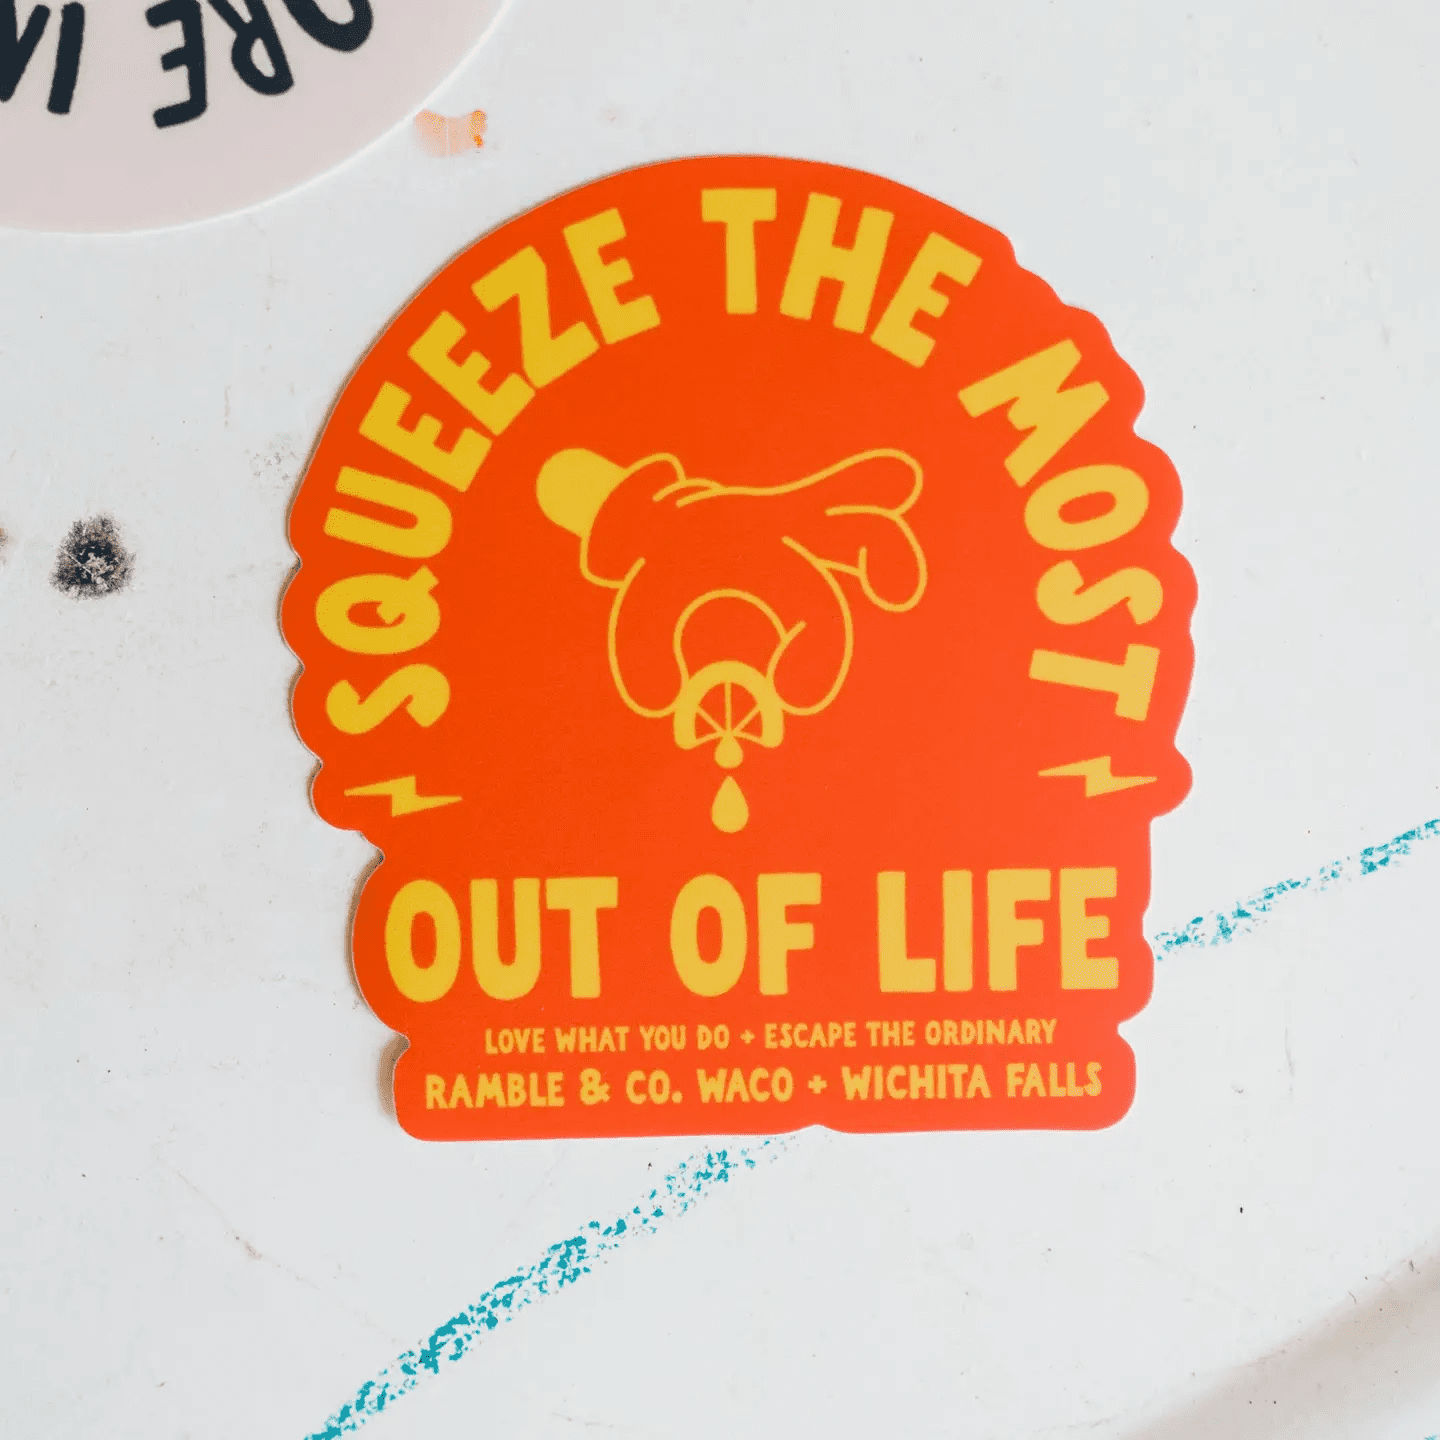 SQUEEZE THE MOST
OUT OF LIFE
LOVE WHAT YOU DO + ESCAPE THE ORDINARY
RAMBLE & CO. WACO + WICHITA FALLS